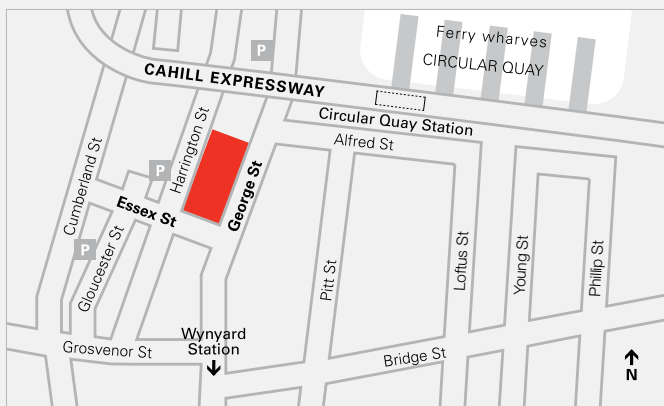 Ferry wharves
CIRCULAR QUAY
P
CAHILL EXPRESSWAY
Circular Quay Station
Alfred St
Harrington St
P
Cumberland St
George St
Essex St
P
Gloucester St
Pitt St
Loftus St
Young St
Phillip St
Wynyard
Station
Grosvenor St
Bridge St
N